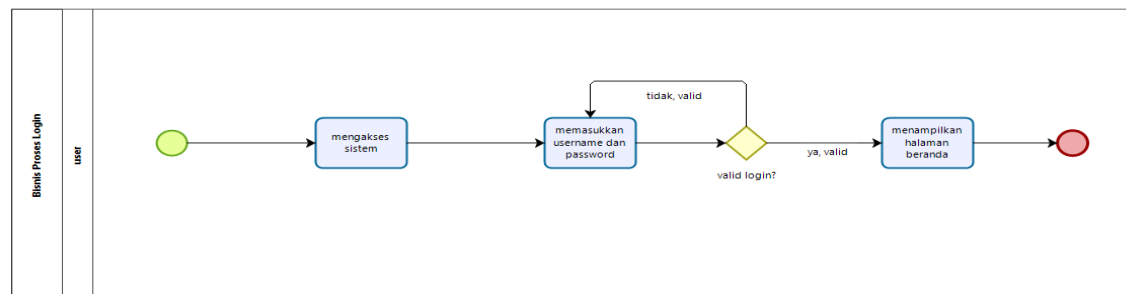 Bisnis Proses Login
user
mengakses
sistem
memasukkan
username dan
password
tidak, valid
valid login?
ya, valid
menampilkan
halaman
beranda